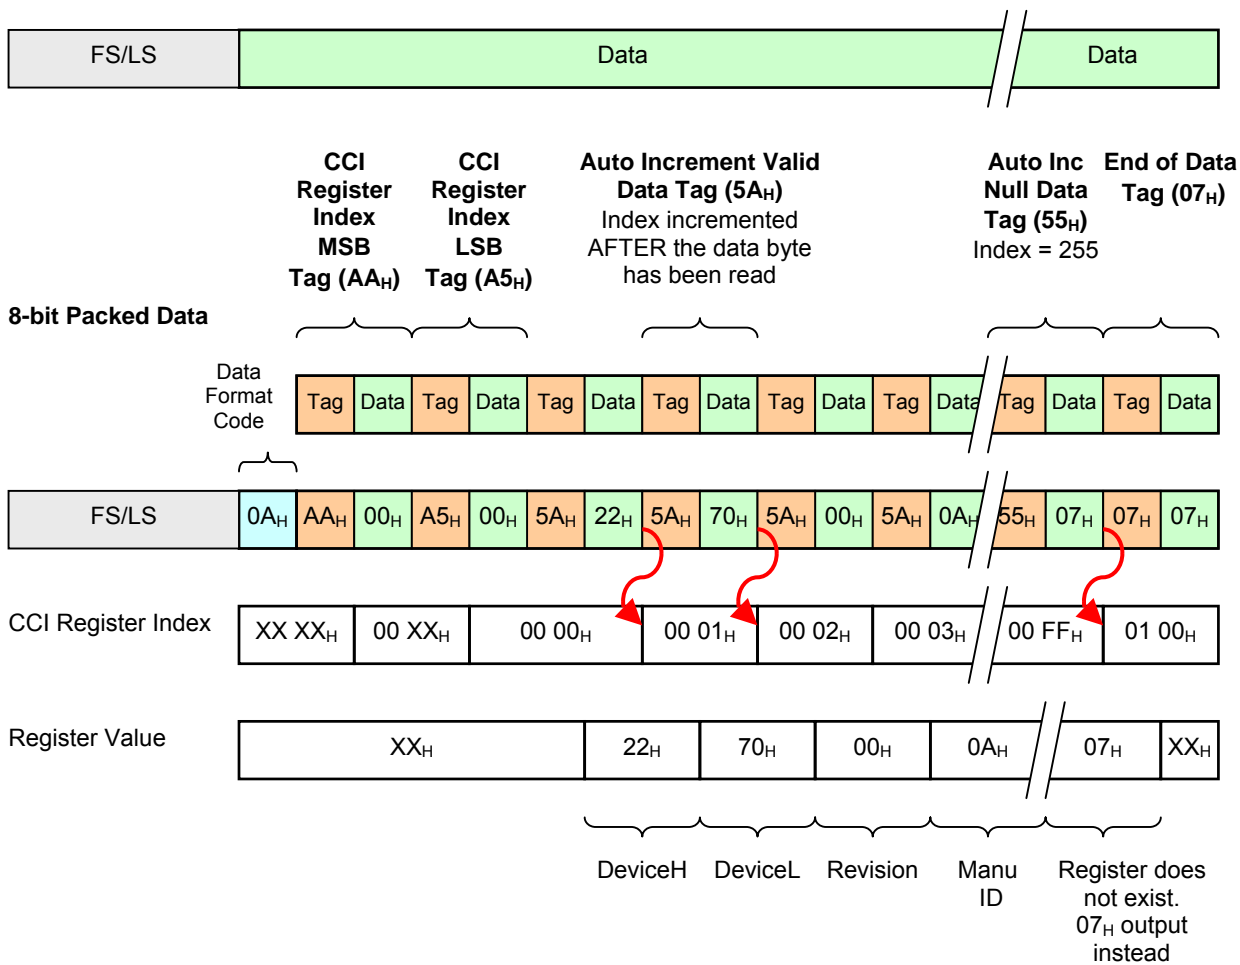 FS/LS Data Data
CCI Register Index MSB Tag (AAH)
CCI Register Index LSB Tag (A5H)
Auto Increment Valid Data Tag (5AH)
Index incremented AFTER the data byte has been read
Auto Inc Null Data Tag (55H)
Index = 255
End of Data Tag (07H)
8-bit Packed Data
Data Format Code
Tag Data Tag Data Tag Data Tag Data Tag Data Tag Data Tag Data Tag Data
FS/LS 0AH AAH 00H A5H 00H 5AH 22H 5AH 70H 5AH 00H 5AH 0AH 55H 07H 07H 07H
CCI Register Index XX XXH 00 XXH 00 00H 00 01H 00 02H 00 03H 00 FFH 01 00H
Register Value XXH 22H 70H 00H 0AH 07H XXH
DeviceH DeviceL Revision Manu ID
Register does not exist. 07H output instead